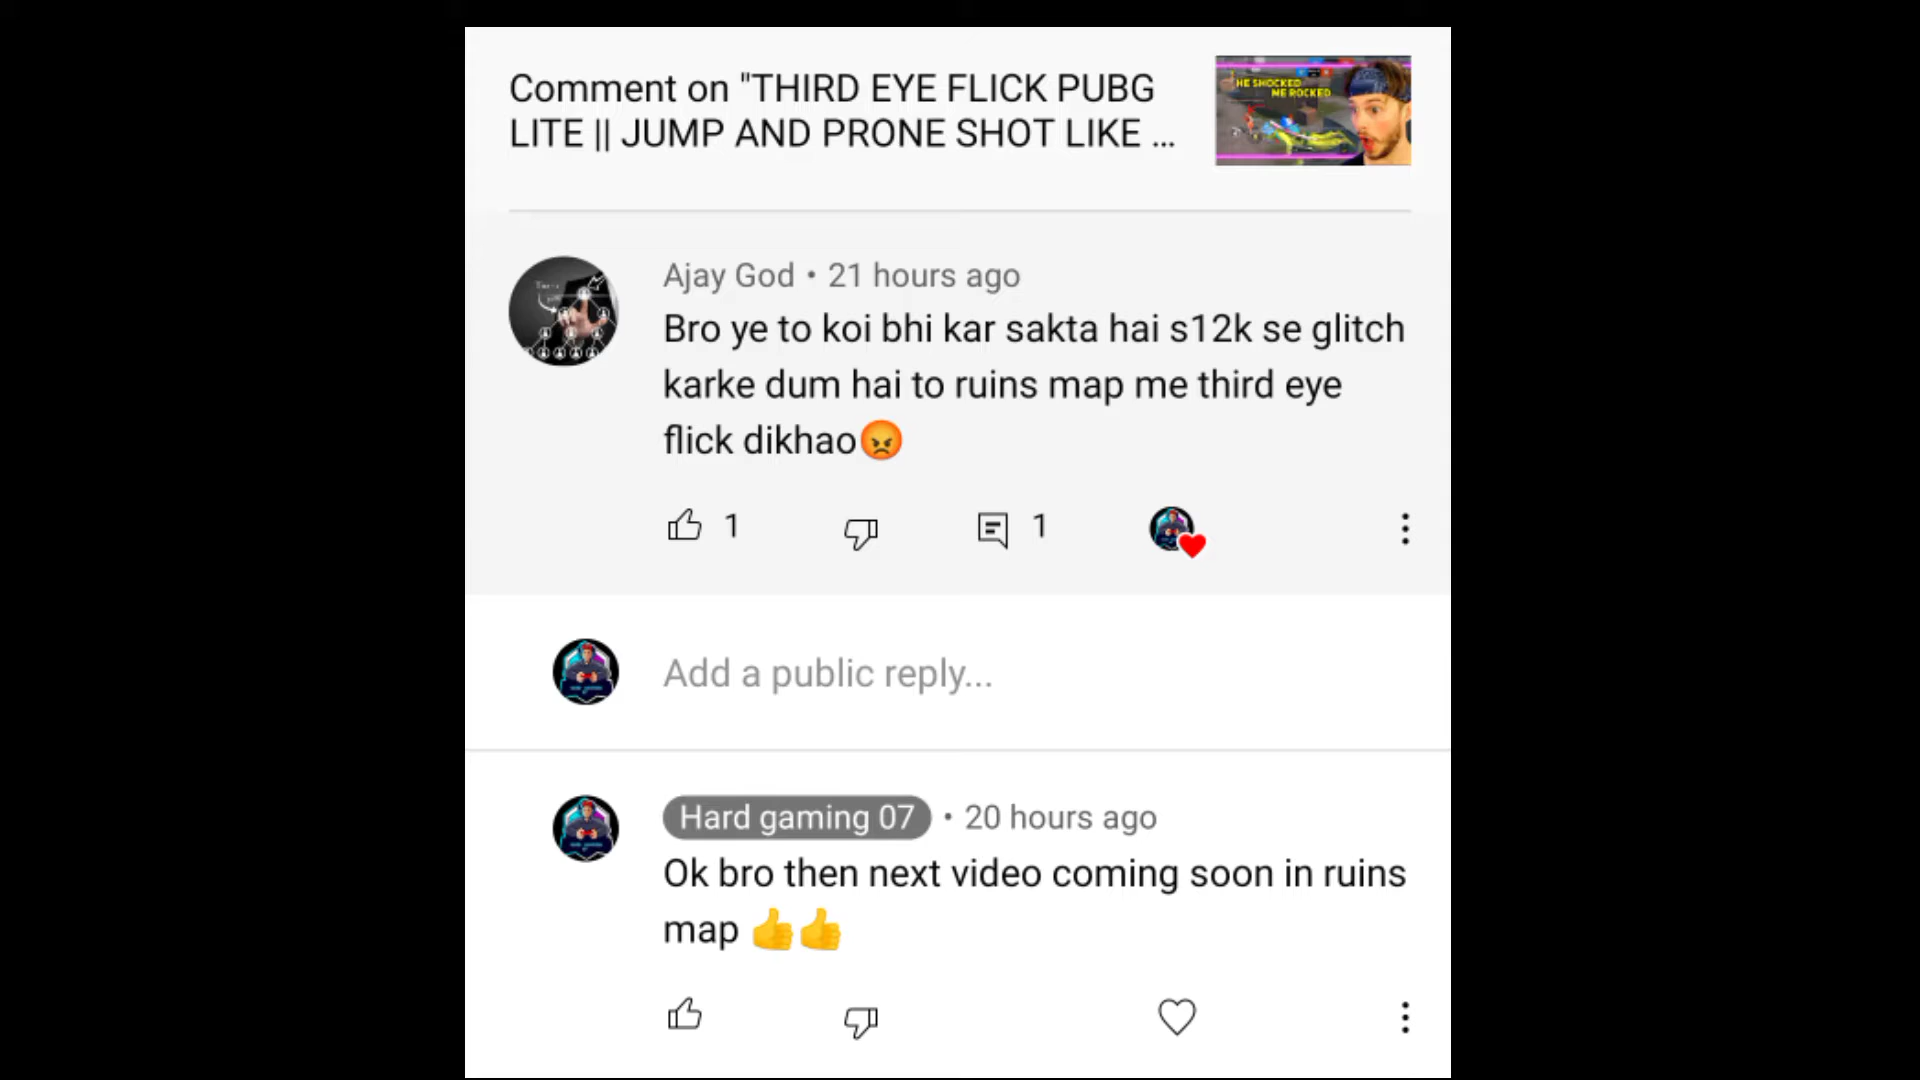 Comment on "THIRD EYE FLICK PUBG
LITE || JUMP AND PRONE SHOT LIKE ...
HE SHOCKED
ME ROCKED
Ajay God • 21 hours ago
Bro ye to koi bhi kar sakta hai s12k se glitch
karke dum hai to ruins map me third eye
flick dikhao😡
1
1
Add a public reply...
Hard gaming 07 • 20 hours ago
Ok bro then next video coming soon in ruins
map 👍👍